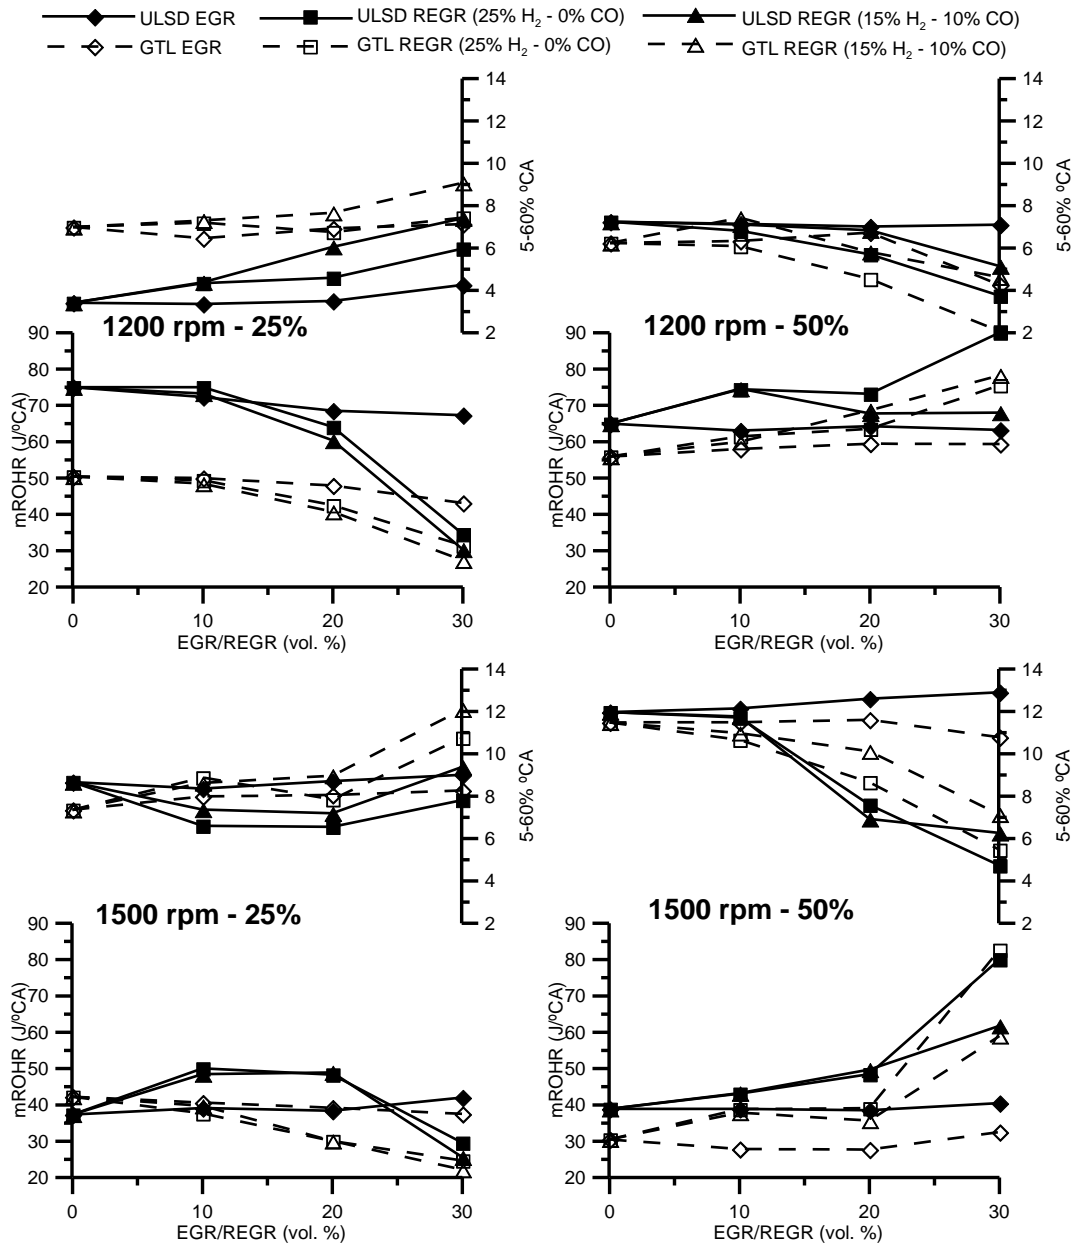 ULSD EGR
ULSD REGR (25% H₂ - 0% CO)
ULSD REGR (15% H₂ - 10% CO)
GTL EGR
GTL REGR (25% H₂ - 0% CO)
GTL REGR (15% H₂ - 10% CO)
14
12
10
8
6
4
2
5-60% ºCA
1200 rpm - 25%
90
80
70
60
50
40
30
20
mROHR (J/ºCA)
0 10 20 30
EGR/REGR (vol. %)
14
12
10
8
6
4
2
5-60% ºCA
1200 rpm - 50%
90
80
70
60
50
40
30
20
mROHR (J/ºCA)
0 10 20 30
EGR/REGR (vol. %)
14
12
10
8
6
4
2
5-60% ºCA
1500 rpm - 25%
90
80
70
60
50
40
30
20
mROHR (J/ºCA)
0 10 20 30
EGR/REGR (vol. %)
14
12
10
8
6
4
2
5-60% ºCA
1500 rpm - 50%
90
80
70
60
50
40
30
20
mROHR (J/ºCA)
0 10 20 30
EGR/REGR (vol. %)